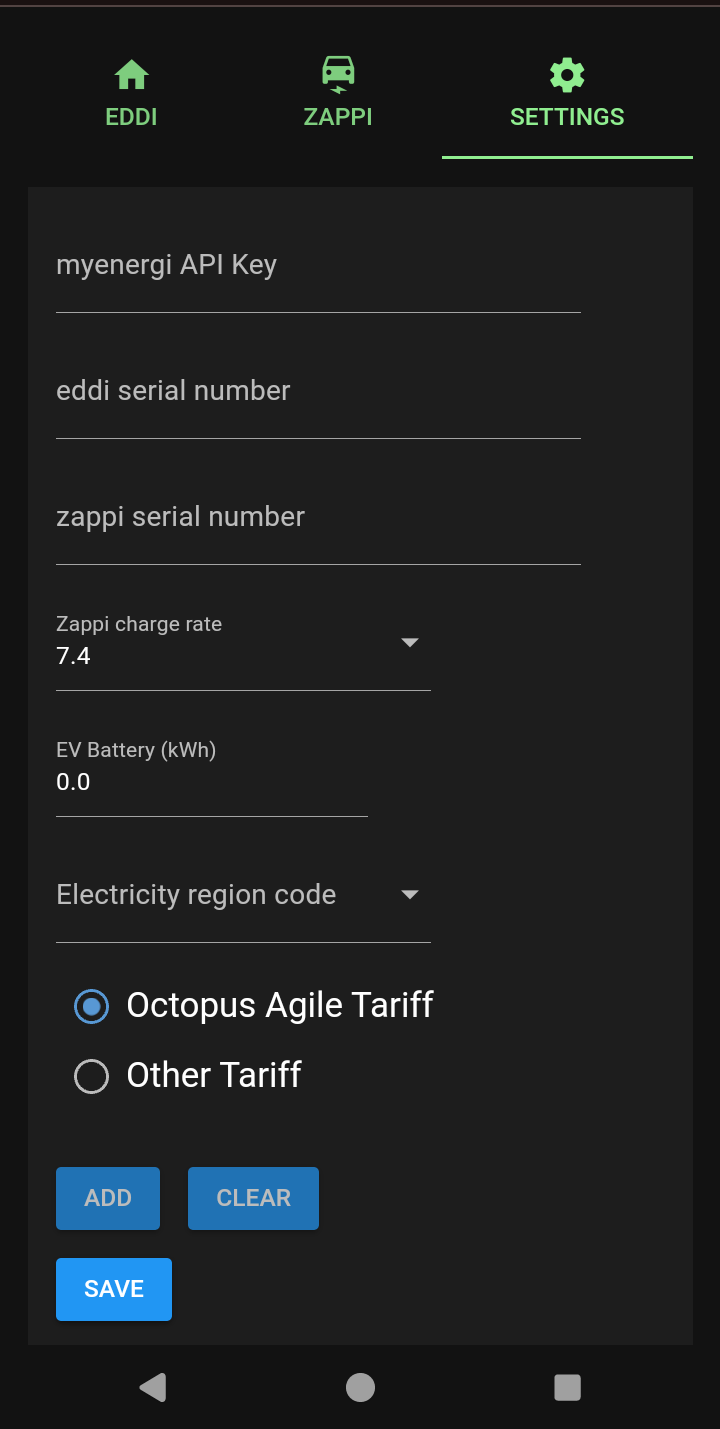 EDDI ZAPPI SETTINGS
myenergi API Key
eddi serial number
zappi serial number
Zappi charge rate
7.4
EV Battery (kWh)
0.0
Electricity region code
Octopus Agile Tariff
Other Tariff
ADD CLEAR
SAVE